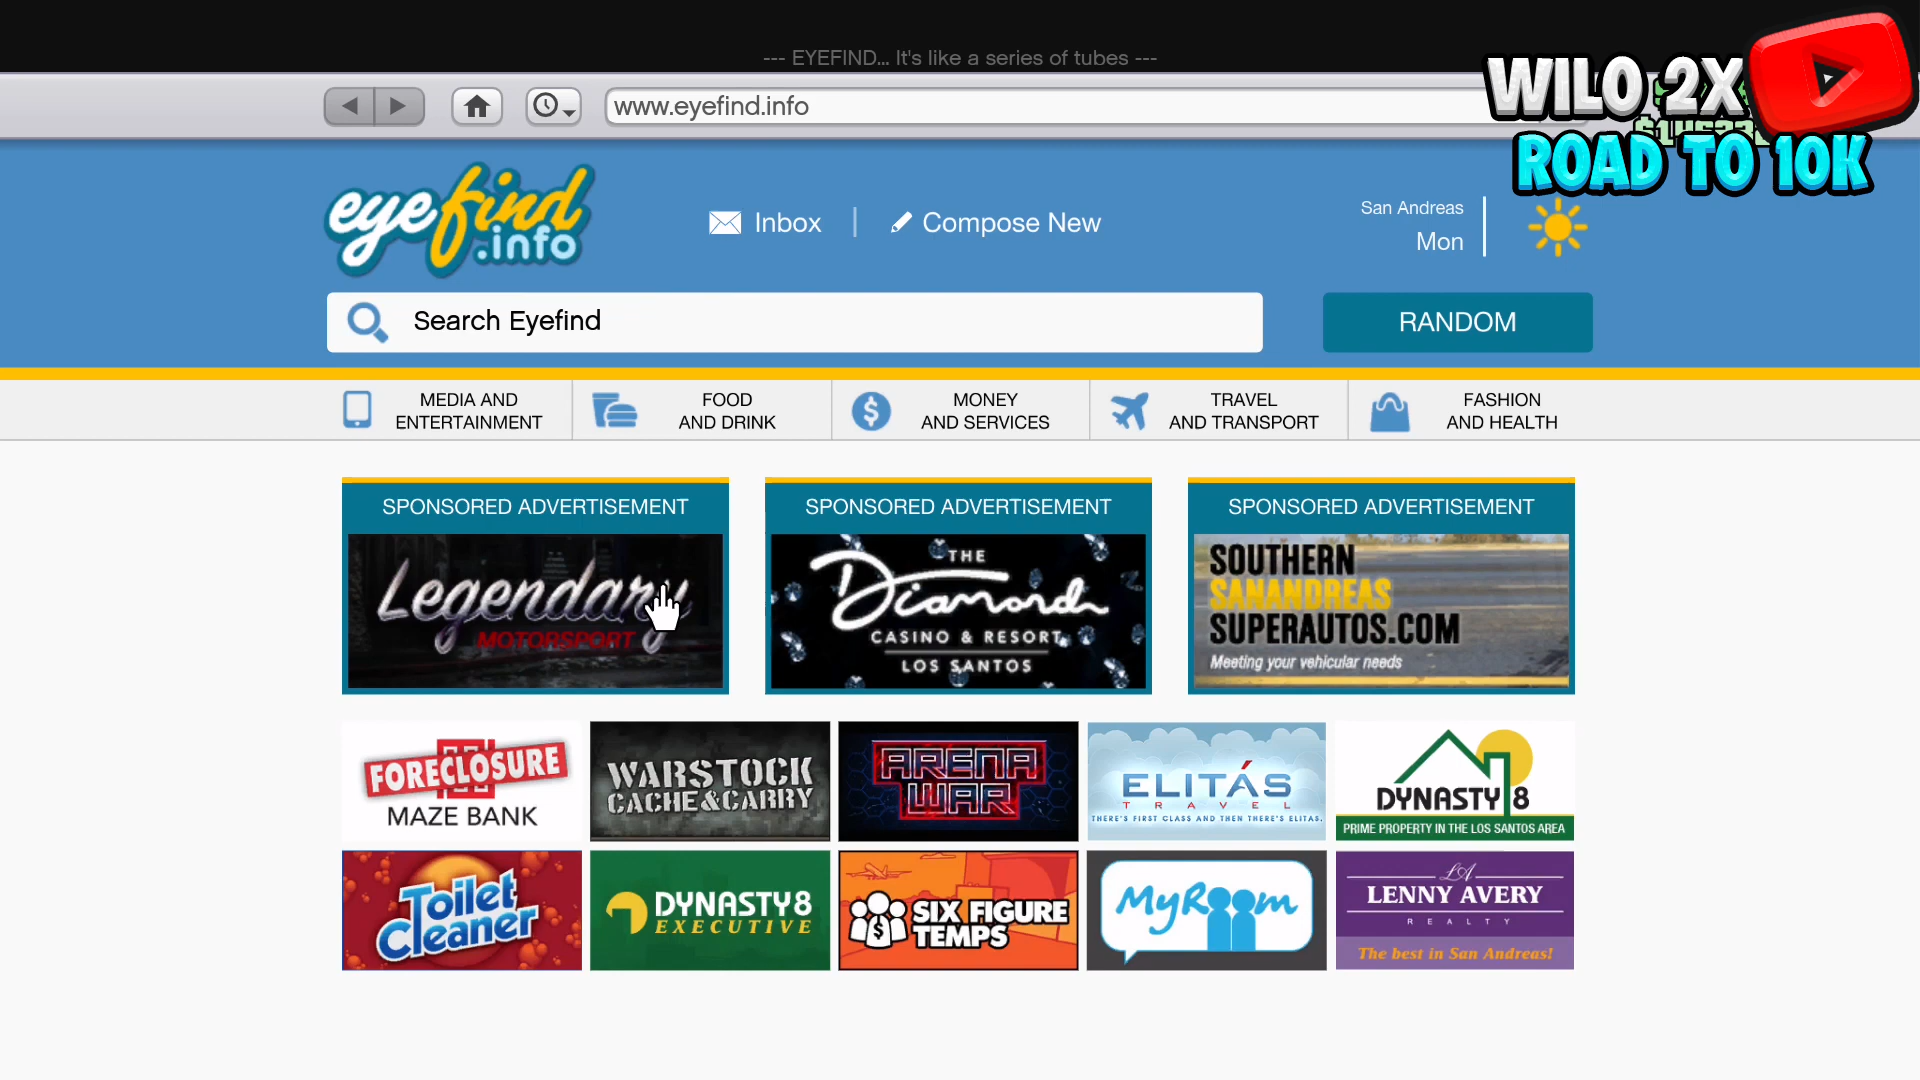 --- EYEFIND... It's like a series of tubes ---
www.eyefind.info
WILO 2X
ROAD TO 10K
eyefind
.info
Inbox
Compose New
San Andreas
Mon
Search Eyefind
RANDOM
MEDIA AND
ENTERTAINMENT
FOOD
AND DRINK
MONEY
AND SERVICES
TRAVEL
AND TRANSPORT
FASHION
AND HEALTH
SPONSORED ADVERTISEMENT
Legendary
MOTORSPORT
SPONSORED ADVERTISEMENT
THE
Diamond
CASINO & RESORT
LOS SANTOS
SPONSORED ADVERTISEMENT
SOUTHERN
SANANDREAS
SUPERAUTOS.COM
Meeting your vehicular needs
FORECLOSURE
MAZE BANK
WARSTOCK
CACHE&CARRY
ARENA
WAR
ELITÁS
TRAVEL
THERE'S FIRST CLASS AND THEN THERE'S ELITAS.
DYNASTY 8
PRIME PROPERTY IN THE LOS SANTOS AREA
Toilet
Cleaner
DYNASTY8
EXECUTIVE
SIX FIGURE
TEMPS
MyRoom
LA
LENNY AVERY
REALTY
The best in San Andreas!